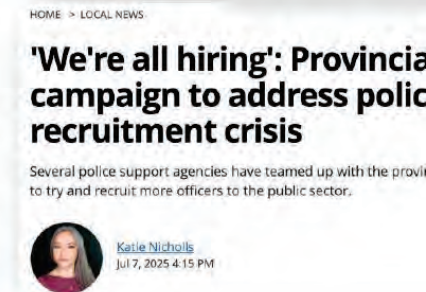 HOME > LOCAL NEWS
'We're all hiring': Provincia
campaign to address polic
recruitment crisis
Several police support agencies have teamed up with the provin
to try and recruit more officers to the public sector.
Katie Nicholls
Jul 7, 2025 4:15 PM